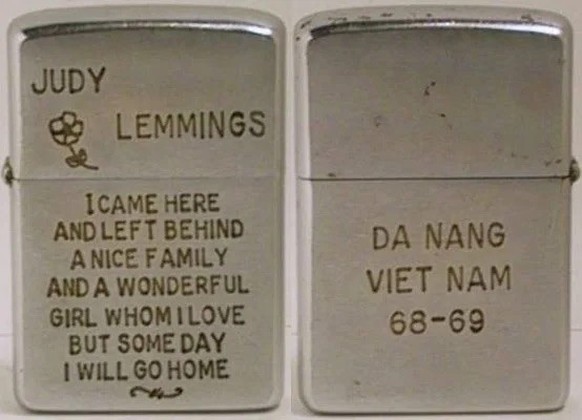 JUDY
LEMMINGS
I CAME HERE
AND LEFT BEHIND
A NICE FAMILY
AND A WONDERFUL
GIRL WHOM I LOVE
BUT SOME DAY
I WILL GO HOME
DA NANG
VIET NAM
68-69